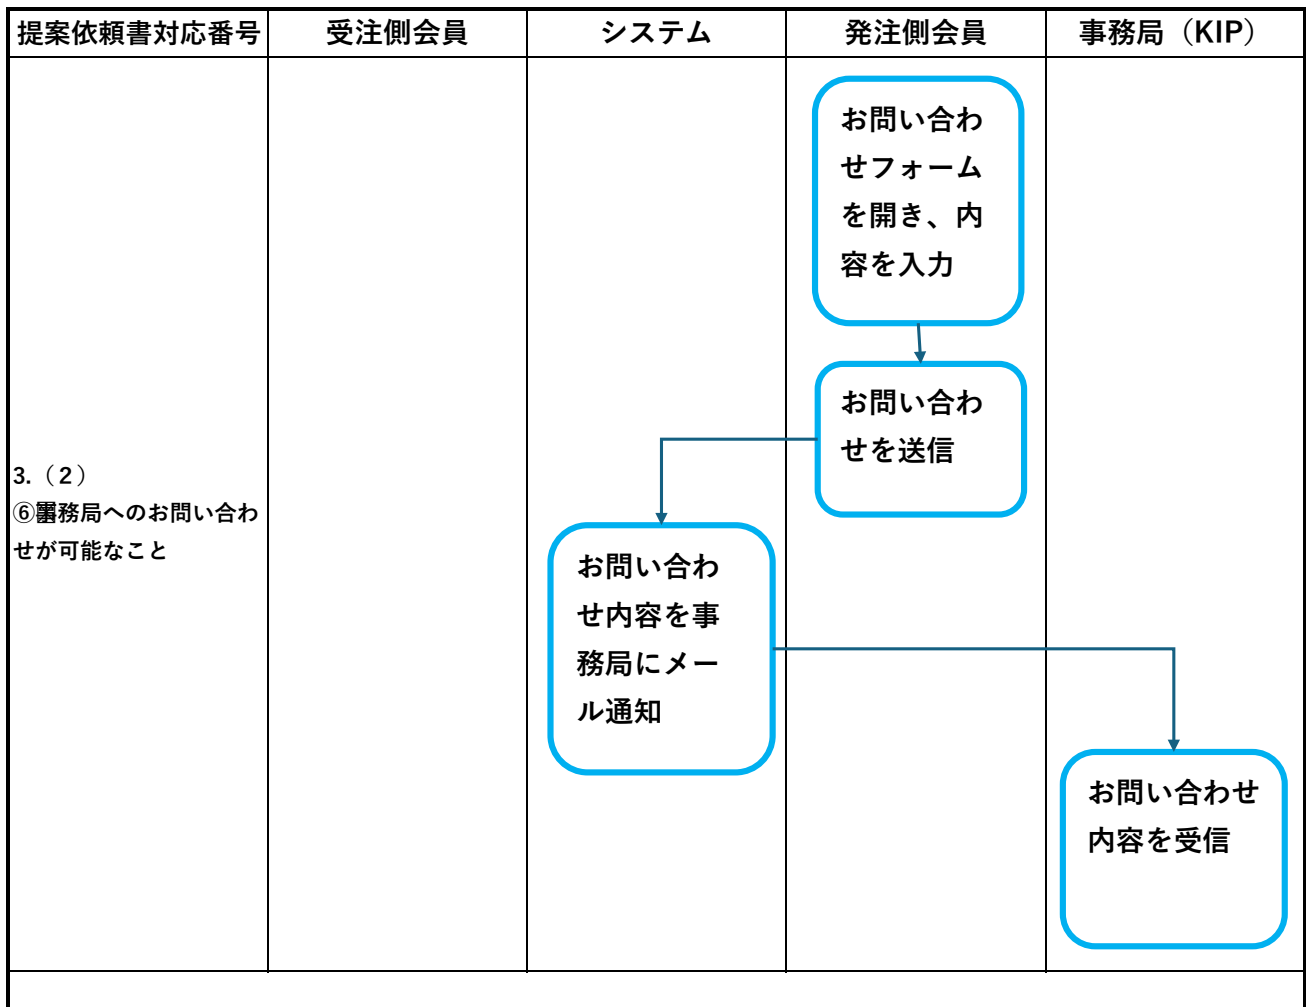 提案依頼書対応番号 受注側会員 システム 発注側会員 事務局（KIP）
お問い合わ
せフォーム
を開き、内
容を入力
お問い合わ
せを送信
3.（2）
⑥務局へのお問い合わ
せが可能なこと
お問い合わ
せ内容を事
務局にメー
ル通知
お問い合わせ
内容を受信